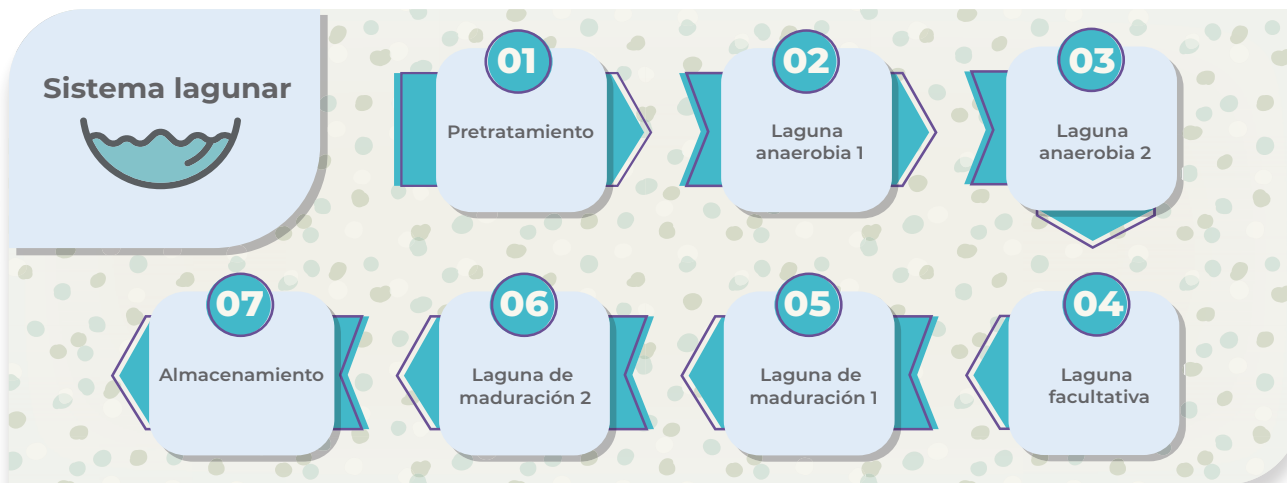 Sistema lagunar
01
Pretratamiento
02
Laguna
anaerobia 1
03
Laguna
anaerobia 2
04
Laguna
facultativa
05
Laguna de
maduración 1
06
Laguna de
maduración 2
07
Almacenamiento